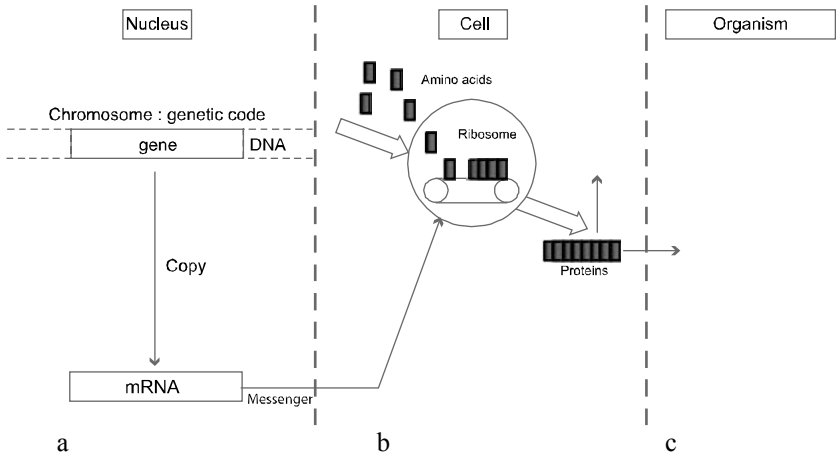 Nucleus
Cell
Organism
Amino acids
Chromosome : genetic code
gene
DNA
Ribosome
Copy
Proteins
mRNA
Messenger
a
b
c